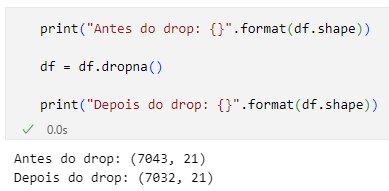 print("Antes do drop: {}".format(df.shape))
df = df.dropna()
print("Depois do drop: {}".format(df.shape))
0.0s
Antes do drop: (7043, 21)
Depois do drop: (7032, 21)